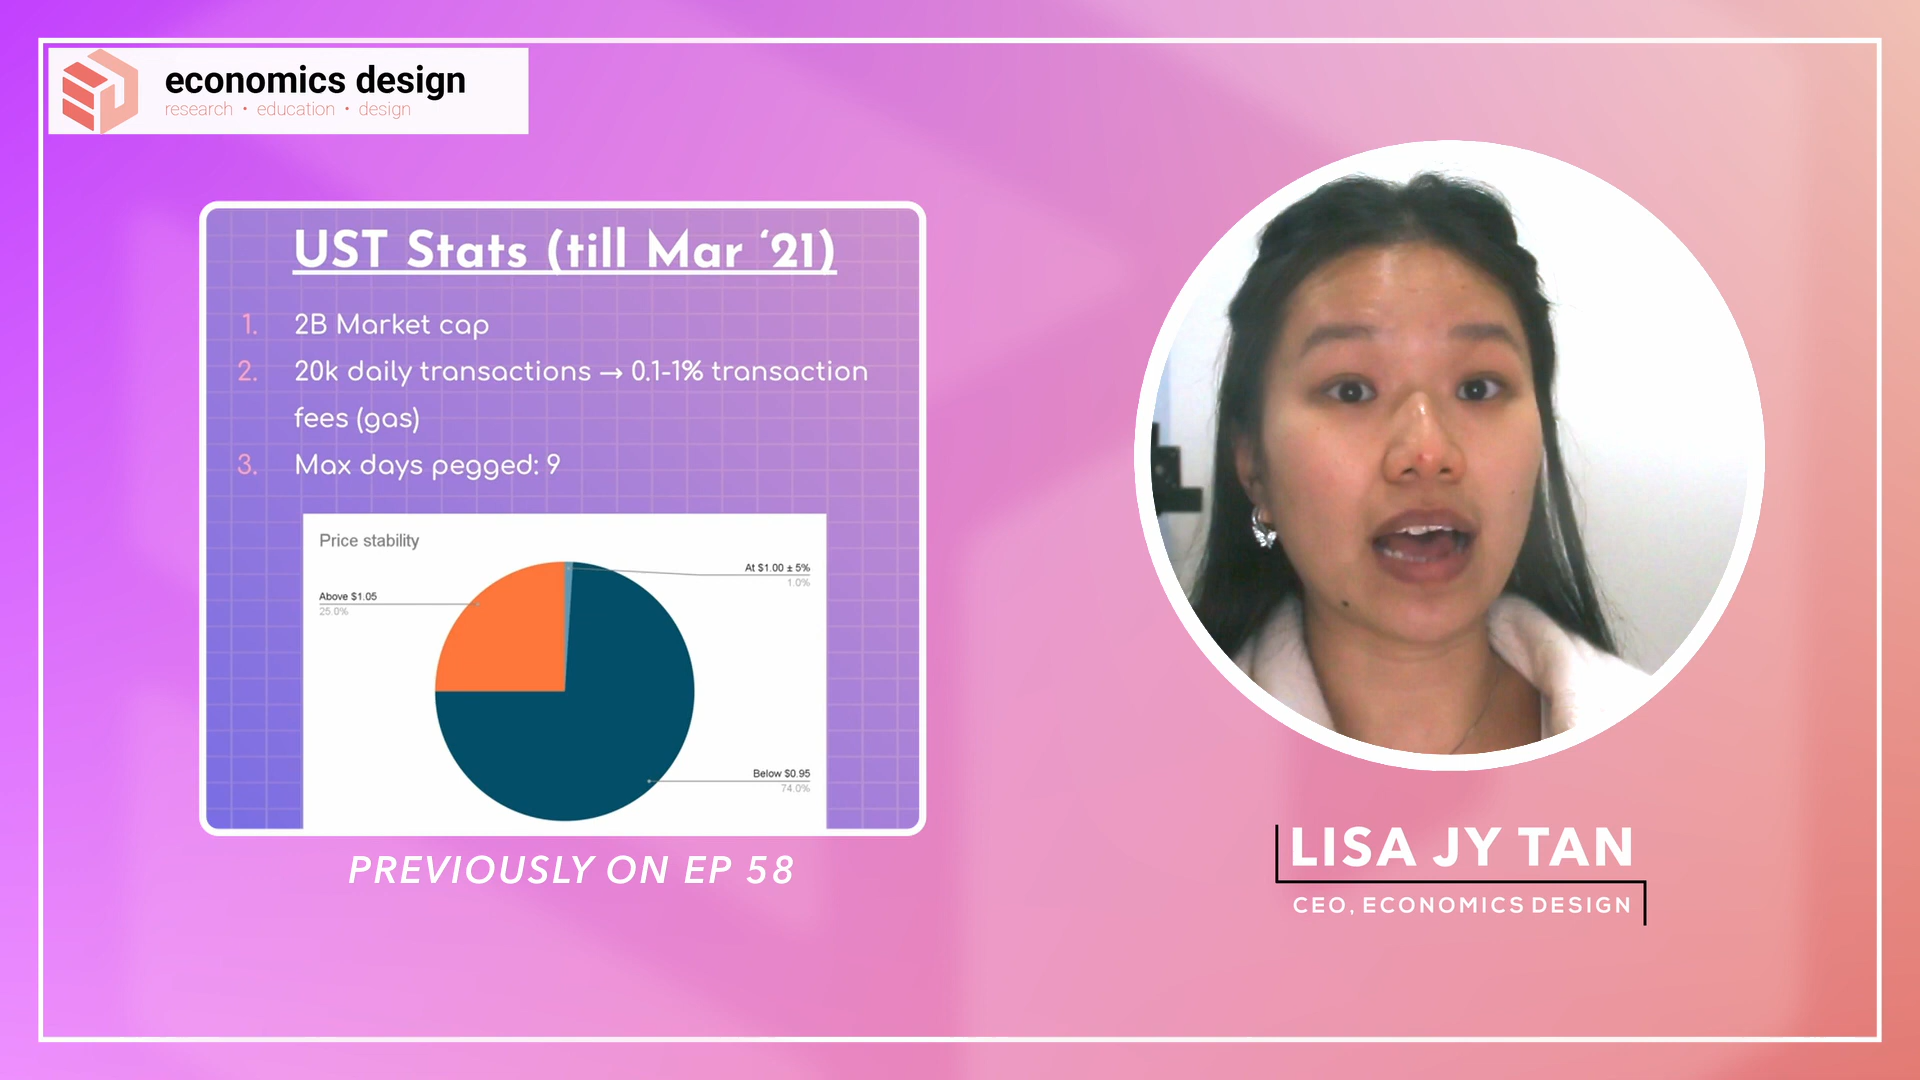 economics design
research • education • design
UST Stats (till Mar ‘21)
1. 2B Market cap
2. 20k daily transactions → 0.1-1% transaction
fees (gas)
3. Max days pegged: 9
Price stability
At $1.00 ± 5%
1.0%
Above $1.05
25.0%
Below $0.95
74.0%
PREVIOUSLY ON EP 58
LISA JY TAN
CEO, ECONOMICS DESIGN